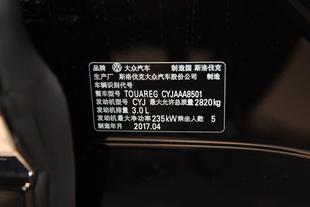 品牌 大众汽车 制造国 斯洛伐克
生产厂 斯洛伐克大众汽车股份公司 制造
车辆识别代号
整车型号 TOUAREG CYJAAA8501
发动机型号 CYJ 最大允许总质量 2820kg
发动机排量 3.0 L
发动机最大净功率 235kW 乘坐人数 5
制造年月 2017.04